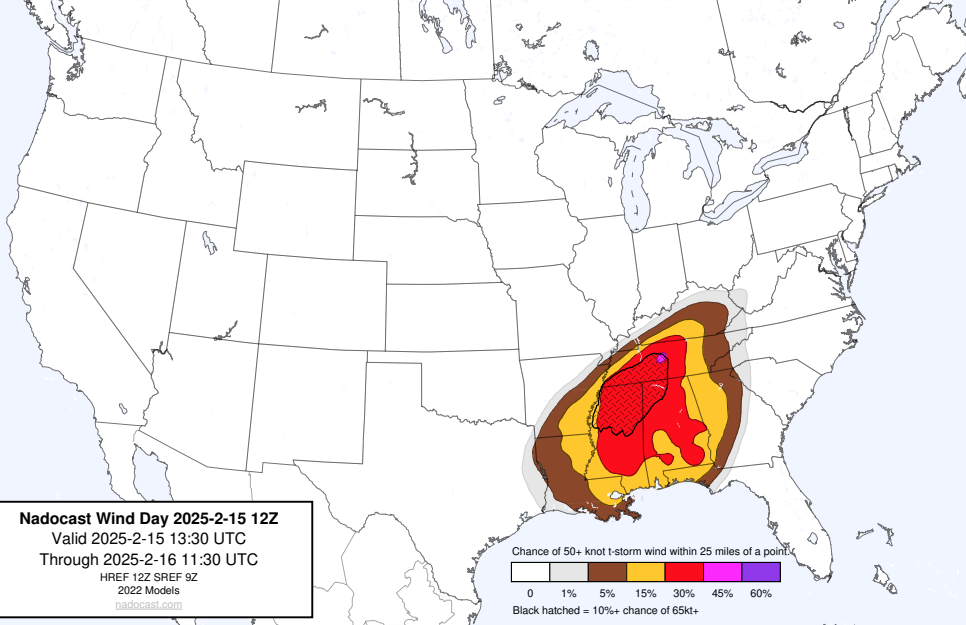 Nadocast Wind Day 2025-2-15 12Z
Valid 2025-2-15 13:30 UTC
Through 2025-2-16 11:30 UTC
HREF 12Z SREF 9Z
2022 Models
nadocast.com
Chance of 50+ knot t-storm wind within 25 miles of a point.
0 1% 5% 15% 30% 45% 60%
Black hatched = 10%+ chance of 65kt+